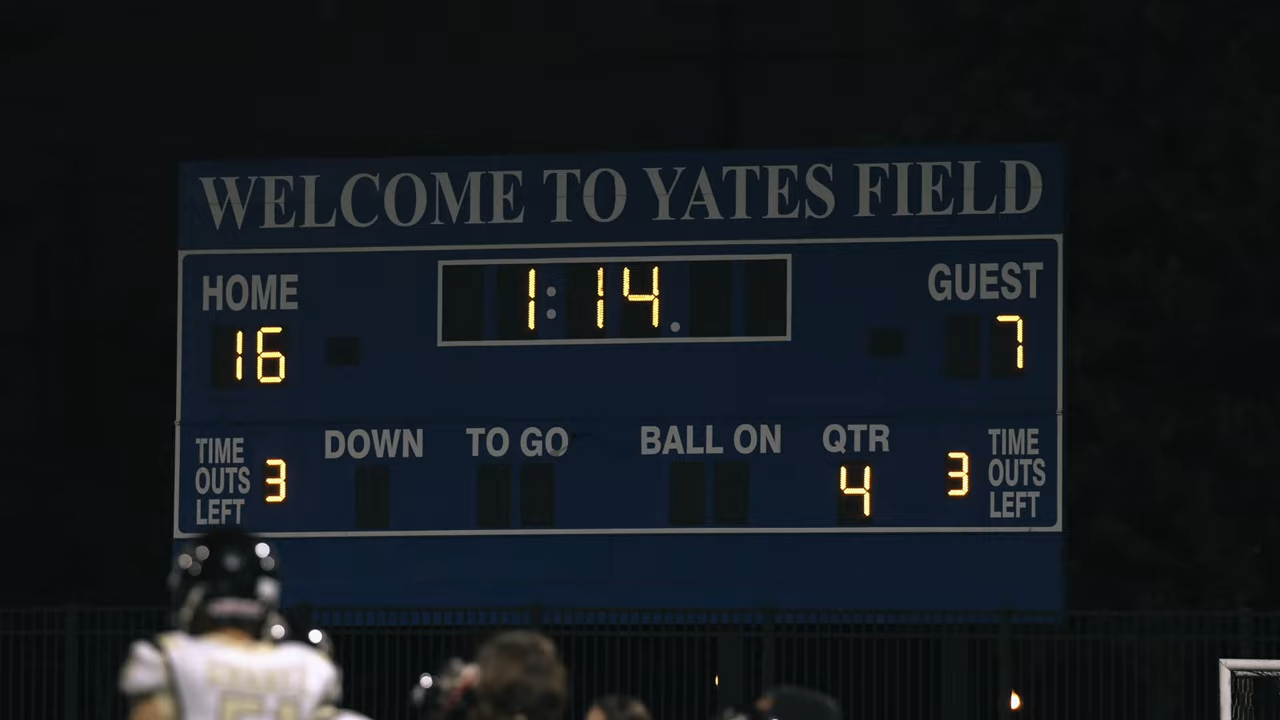 WELCOME TO YATES FIELD
HOME 1:14. GUEST
16 7
DOWN TO GO BALL ON QTR
TIME OUTS LEFT 3 4 3 TIME OUTS LEFT